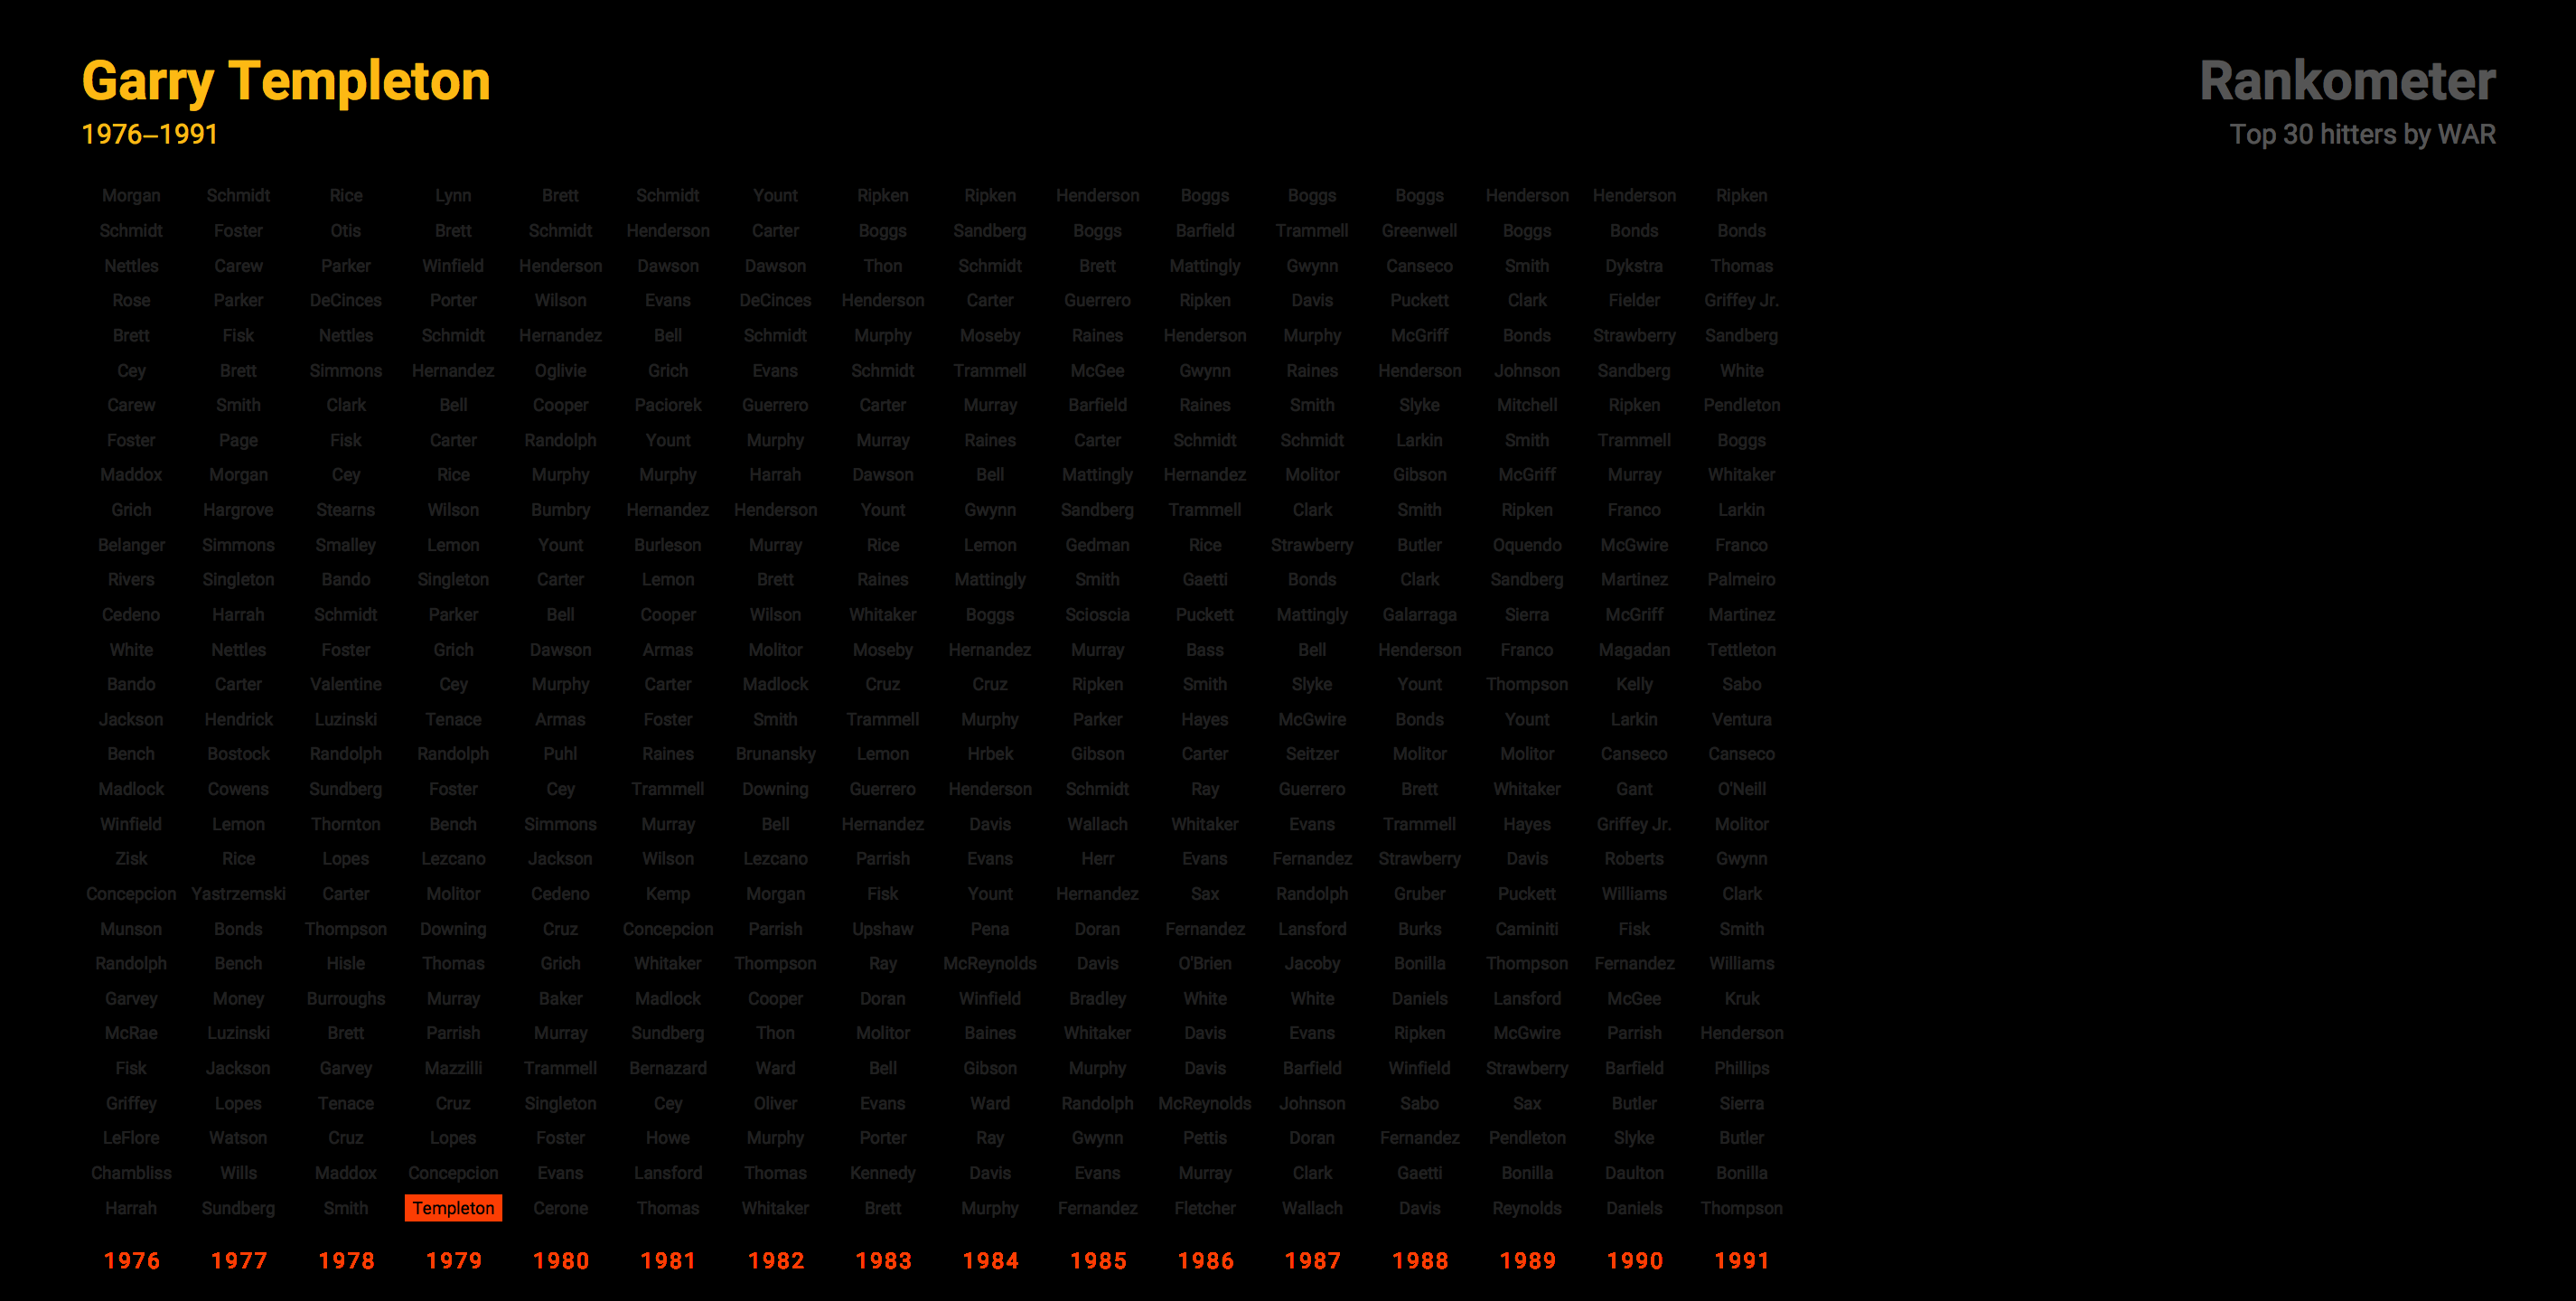 Garry Templeton
1976–1991
Rankometer
Top 30 hitters by WAR
Morgan Schmidt Rice Lynn Brett Schmidt Yount Ripken Ripken Henderson Boggs Boggs Boggs Henderson Henderson Ripken
Schmidt Foster Otis Brett Schmidt Henderson Carter Boggs Sandberg Boggs Barfield Trammell Greenwell Boggs Bonds Bonds
Nettles Carew Parker Winfield Henderson Dawson Dawson Thon Schmidt Brett Mattingly Gwynn Canseco Smith Dykstra Thomas
Rose Parker DeCinces Porter Wilson Evans DeCinces Henderson Carter Guerrero Ripken Davis Puckett Clark Fielder Griffey Jr.
Brett Fisk Nettles Schmidt Hernandez Bell Schmidt Murphy Moseby Raines Henderson Murphy McGriff Bonds Strawberry Sandberg
Cey Brett Simmons Hernandez Oglivie Grich Evans Schmidt Trammell McGee Gwynn Raines Henderson Johnson Sandberg White
Carew Smith Clark Bell Cooper Paciorek Guerrero Carter Murray Barfield Raines Smith Slyke Mitchell Ripken Pendleton
Foster Page Fisk Carter Randolph Yount Murphy Murray Raines Carter Schmidt Schmidt Larkin Smith Trammell Boggs
Maddox Morgan Cey Rice Murphy Murphy Harrah Dawson Bell Mattingly Hernandez Molitor Gibson McGriff Murray Whitaker
Grich Hargrove Stearns Wilson Bumbry Hernandez Henderson Yount Gwynn Sandberg Trammell Clark Smith Ripken Franco Larkin
Belanger Simmons Smalley Lemon Yount Burleson Murray Rice Lemon Gedman Rice Strawberry Butler Oquendo McGwire Franco
Rivers Singleton Bando Singleton Carter Lemon Brett Raines Mattingly Smith Gaetti Bonds Clark Sandberg Martinez Palmeiro
Cedeno Harrah Schmidt Parker Bell Cooper Wilson Whitaker Boggs Scioscia Puckett Mattingly Galarraga Sierra McGriff Martinez
White Nettles Foster Grich Dawson Armas Molitor Moseby Hernandez Murray Bass Bell Henderson Franco Magadan Tettleton
Bando Carter Valentine Cey Murphy Carter Madlock Cruz Cruz Ripken Smith Slyke Yount Thompson Kelly Sabo
Jackson Hendrick Luzinski Tenace Armas Foster Smith Trammell Murphy Parker Hayes McGwire Bonds Yount Larkin Ventura
Bench Bostock Randolph Randolph Puhl Raines Brunansky Lemon Hrbek Gibson Carter Seitzer Molitor Molitor Canseco Canseco
Madlock Cowens Sundberg Foster Cey Trammell Downing Guerrero Henderson Schmidt Ray Guerrero Brett Whitaker Gant O'Neill
Winfield Lemon Thornton Bench Simmons Murray Bell Hernandez Davis Wallach Whitaker Evans Trammell Hayes Griffey Jr. Molitor
Zisk Rice Lopes Lezcano Jackson Wilson Lezcano Parrish Evans Herr Evans Fernandez Strawberry Davis Roberts Gwynn
Concepcion Yastrzemski Carter Molitor Cedeno Kemp Morgan Fisk Yount Hernandez Sax Randolph Gruber Puckett Williams Clark
Munson Bonds Thompson Downing Cruz Concepcion Parrish Upshaw Pena Doran Fernandez Lansford Burks Caminiti Fisk Smith
Randolph Bench Hisle Thomas Grich Whitaker Thompson Ray McReynolds Davis O'Brien Jacoby Bonilla Thompson Fernandez Williams
Garvey Money Burroughs Murray Baker Madlock Cooper Doran Winfield Bradley White White Daniels Lansford McGee Kruk
McRae Luzinski Brett Parrish Murray Sundberg Thon Molitor Baines Whitaker Davis Evans Ripken McGwire Parrish Henderson
Fisk Jackson Garvey Mazzilli Trammell Bernazard Ward Bell Gibson Murphy Davis Barfield Winfield Strawberry Barfield Phillips
Griffey Lopes Tenace Cruz Singleton Cey Oliver Evans Ward Randolph McReynolds Johnson Sabo Sax Butler Sierra
LeFlore Watson Cruz Lopes Foster Howe Murphy Porter Ray Gwynn Pettis Doran Fernandez Pendleton Slyke Butler
Chambliss Wills Maddox Concepcion Evans Lansford Thomas Kennedy Davis Evans Murray Clark Gaetti Bonilla Daulton Bonilla
Harrah Sundberg Smith Templeton Cerone Thomas Whitaker Brett Murphy Fernandez Fletcher Wallach Davis Reynolds Daniels Thompson
1976 1977 1978 1979 1980 1981 1982 1983 1984 1985 1986 1987 1988 1989 1990 1991